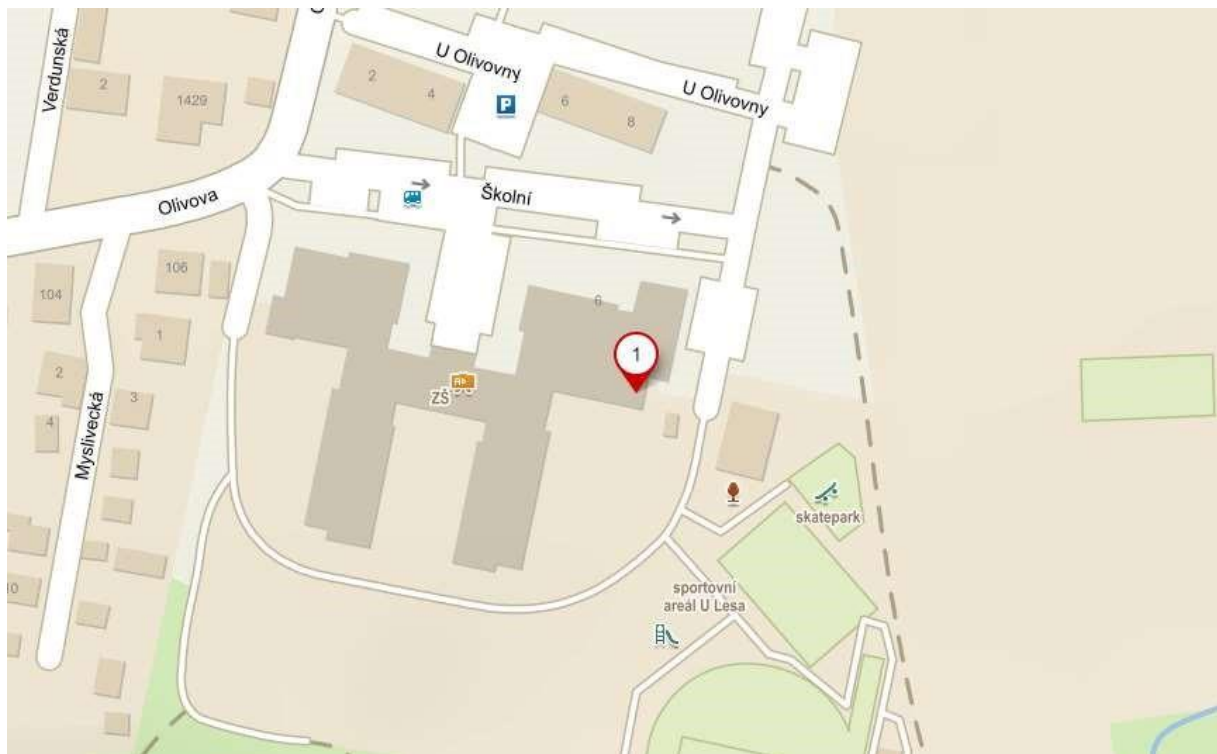 U Olivovny
U Olivovny
Verdunská
2
1429
2
4
P
6
8
Olivova
Školní
104
106
1
6
1
2
3
4
ZŠ
Myslivecká
skatepark
sportovní
areál U Lesa
10